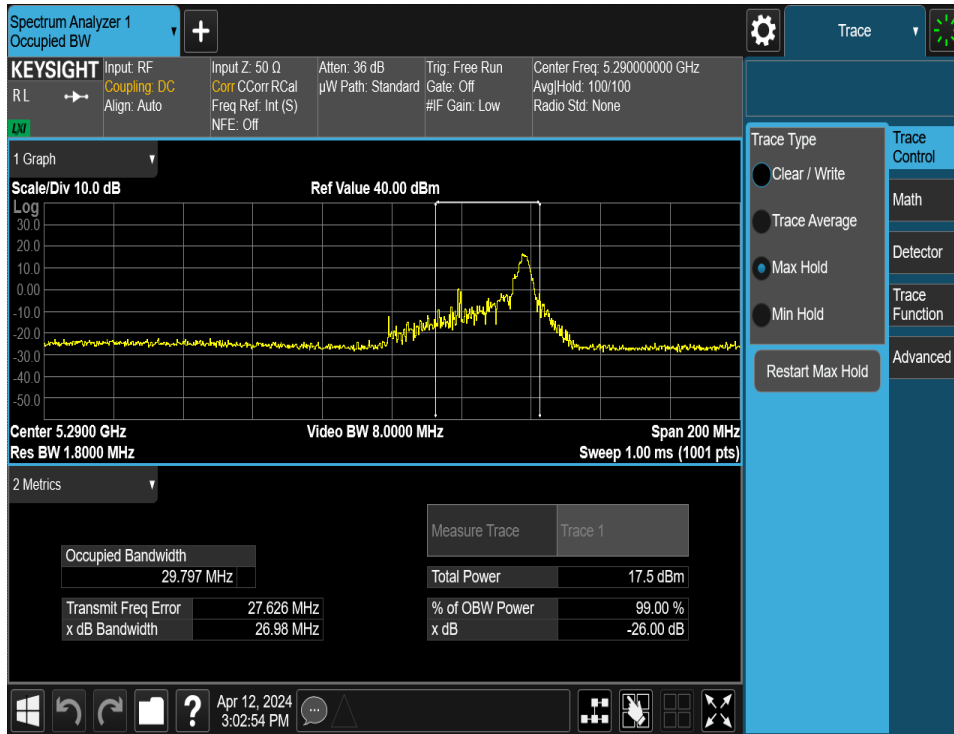 Spectrum Analyzer 1
Occupied BW
+
Trace
KEYSIGHT
R L
LXI
Input: RF
Coupling: DC
Align: Auto
Input Z: 50 Ω
Corr CCorr RCal
Freq Ref: Int (S)
NFE: Off
Atten: 36 dB
µW Path: Standard
Trig: Free Run
Gate: Off
#IF Gain: Low
Center Freq: 5.290000000 GHz
Avg|Hold: 100/100
Radio Std: None
1 Graph
Scale/Div 10.0 dB
Ref Value 40.00 dBm
Log
30.0
20.0
10.0
0.00
-10.0
-20.0
-30.0
-40.0
-50.0
Center 5.2900 GHz
Video BW 8.0000 MHz
Span 200 MHz
Res BW 1.8000 MHz
Sweep 1.00 ms (1001 pts)
2 Metrics
Measure Trace
Trace 1
Occupied Bandwidth
29.797 MHz
Total Power
17.5 dBm
Transmit Freq Error
27.626 MHz
% of OBW Power
99.00 %
x dB Bandwidth
26.98 MHz
x dB
-26.00 dB
Trace Type
Clear / Write
Trace Average
Max Hold
Min Hold
Restart Max Hold
Trace
Control
Math
Detector
Trace
Function
Advanced
?
Apr 12, 2024
3:02:54 PM